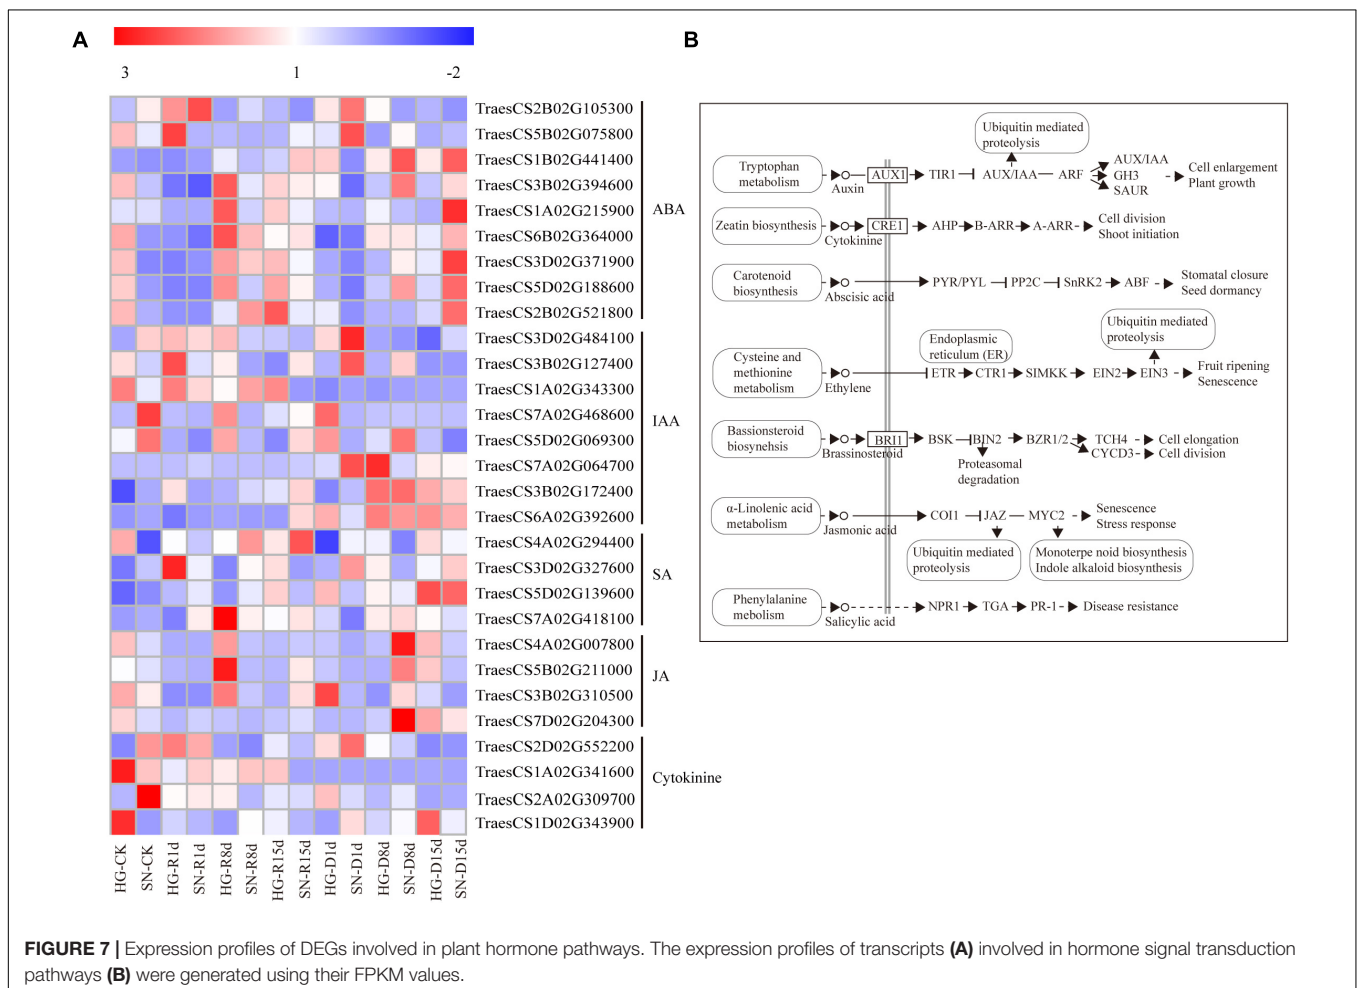 A
3
1
-2
TraesCS2B02G105300
TraesCS5B02G075800
TraesCS1B02G441400
TraesCS3B02G394600
TraesCS1A02G215900
TraesCS6B02G364000
TraesCS3D02G371900
TraesCS5D02G188600
TraesCS2B02G521800
TraesCS3D02G484100
TraesCS3B02G127400
TraesCS1A02G343300
TraesCS7A02G468600
TraesCS5D02G069300
TraesCS7A02G064700
TraesCS3B02G172400
TraesCS6A02G392600
TraesCS4A02G294400
TraesCS3D02G327600
TraesCS5D02G139600
TraesCS7A02G418100
TraesCS4A02G007800
TraesCS5B02G211000
TraesCS3B02G310500
TraesCS7D02G204300
TraesCS2D02G552200
TraesCS1A02G341600
TraesCS2A02G309700
TraesCS1D02G343900
ABA
IAA
SA
JA
Cytokinine
HG-CK
SN-CK
HG-R1d
SN-R1d
HG-R8d
SN-R8d
HG-R15d
SN-R15d
HG-D1d
SN-D1d
HG-D8d
SN-D8d
HG-D15d
SN-D15d
B
Ubiquitin mediated
proteolysis
Tryptophan
metabolism
Auxin
AUX1 TIR1 AUX/IAA ARF
AUX/IAA
GH3
SAUR
Cell enlargement
Plant growth
Zeatin biosynthesis
Cytokinine
CRE1 AHP B-ARR A-ARR
Cell division
Shoot initiation
Carotenoid
biosynthesis
Abscisic acid
PYR/PYL PP2C SnRK2 ABF
Stomatal closure
Seed dormancy
Ubiquitin mediated
proteolysis
Endoplasmic
reticulum (ER)
Cysteine and
methionine
metabolism
Ethylene
ETR CTR1 SIMKK EIN2 EIN3
Fruit ripening
Senescence
Bassionsteroid
biosynehsis
Brassinosteroid
BRI1 BSK BIN2 BZR1/2
TCH4 Cell elongation
CYCD3 Cell division
Proteasomal
degradation
α-Linolenic acid
metabolism
Jasmonic acid
COI1 JAZ MYC2
Senescence
Stress response
Ubiquitin mediated
proteolysis
Monoterpe noid biosynthesis
Indole alkaloid biosynthesis
Phenylalanine
mebolism
Salicylic acid
NPR1 TGA PR-1 Disease resistance
FIGURE 7 | Expression profiles of DEGs involved in plant hormone pathways. The expression profiles of transcripts (A) involved in hormone signal transduction
pathways (B) were generated using their FPKM values.